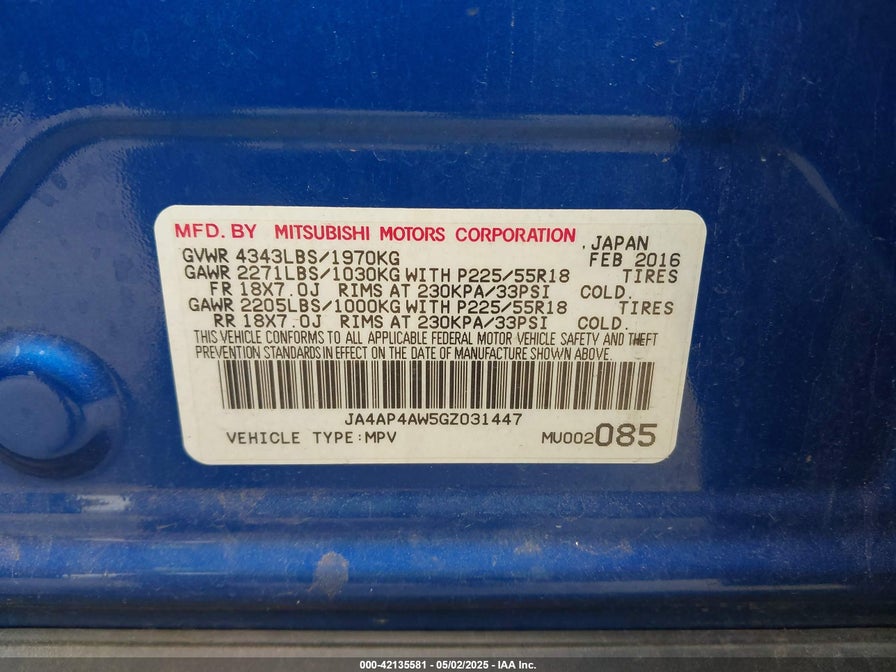 MFD. BY MITSUBISHI MOTORS CORPORATION , JAPAN
GVWR 4343LBS/1970KG FEB 2016
GAWR 2271LBS/1030KG WITH P225/55R18 TIRES
FR 18X7.0J RIMS AT 230KPA/33PSI COLD.
GAWR 2205LBS/1000KG WITH P225/55R18 TIRES
RR 18X7.0J RIMS AT 230KPA/33PSI COLD.
THIS VEHICLE CONFORMS TO ALL APPLICABLE FEDERAL MOTOR VEHICLE SAFETY AND THEFT
PREVENTION STANDARDS IN EFFECT ON THE DATE OF MANUFACTURE SHOWN ABOVE.
JA4AP4AW5GZ031447
VEHICLE TYPE:MPV MU002085
000-42135581 - 05/02/2025 - IAA Inc.